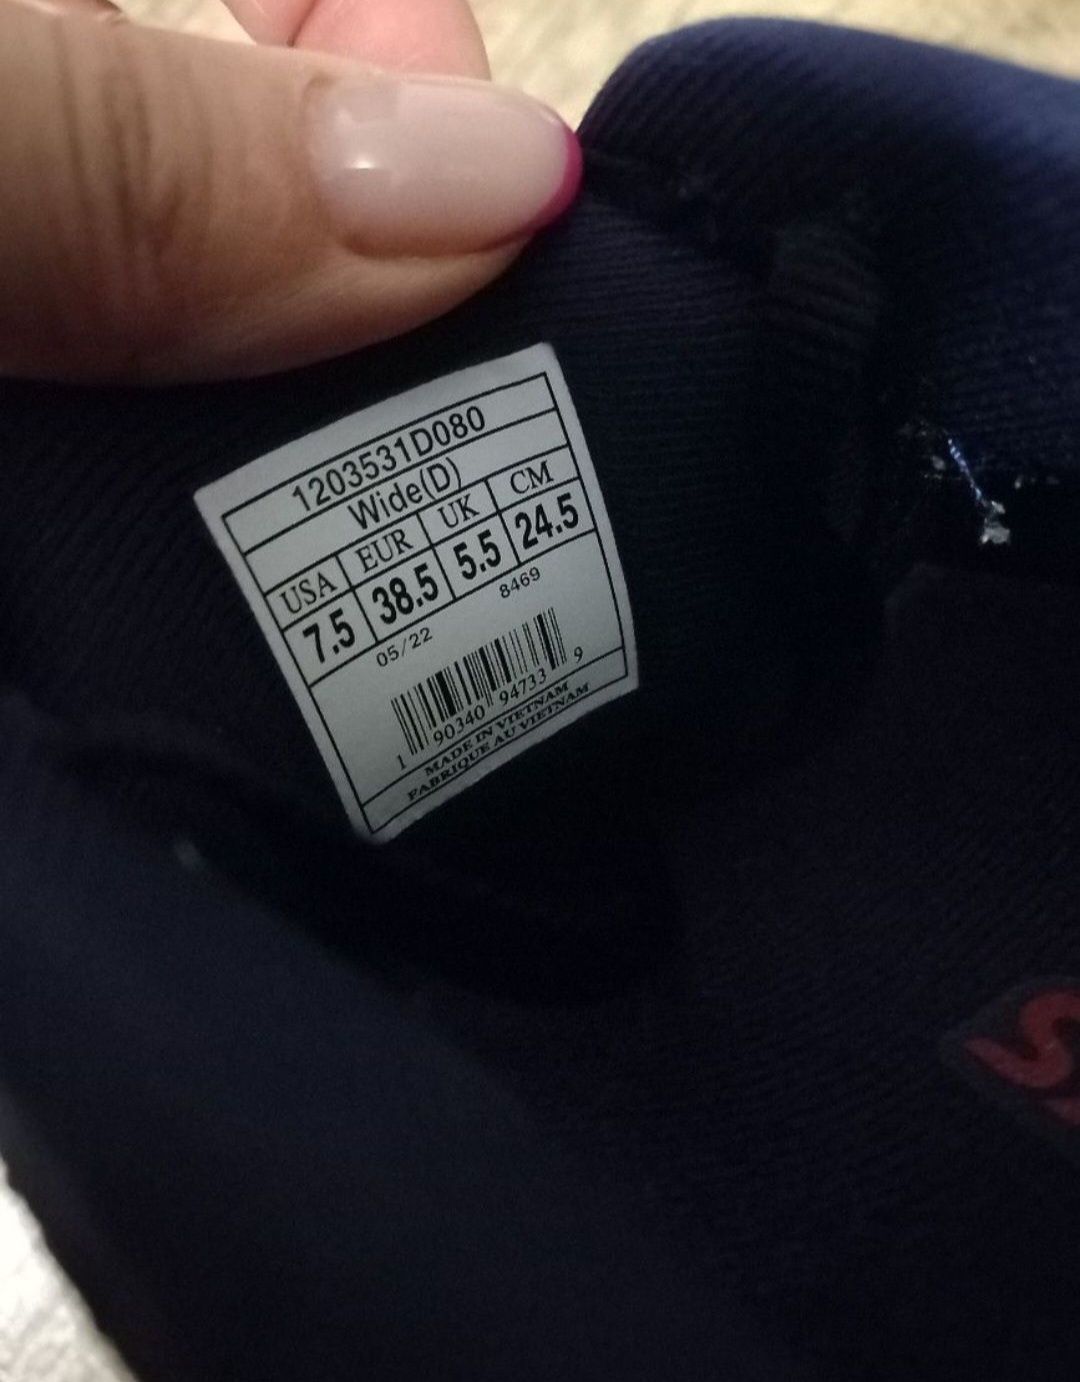 1203531D080
Wide(D)
USA EUR UK CM
7.5 38.5 5.5 24.5
05/22 8469
1 90340 94733 9
MADE IN VIETNAM
FABRIQUE AU VIETNAM